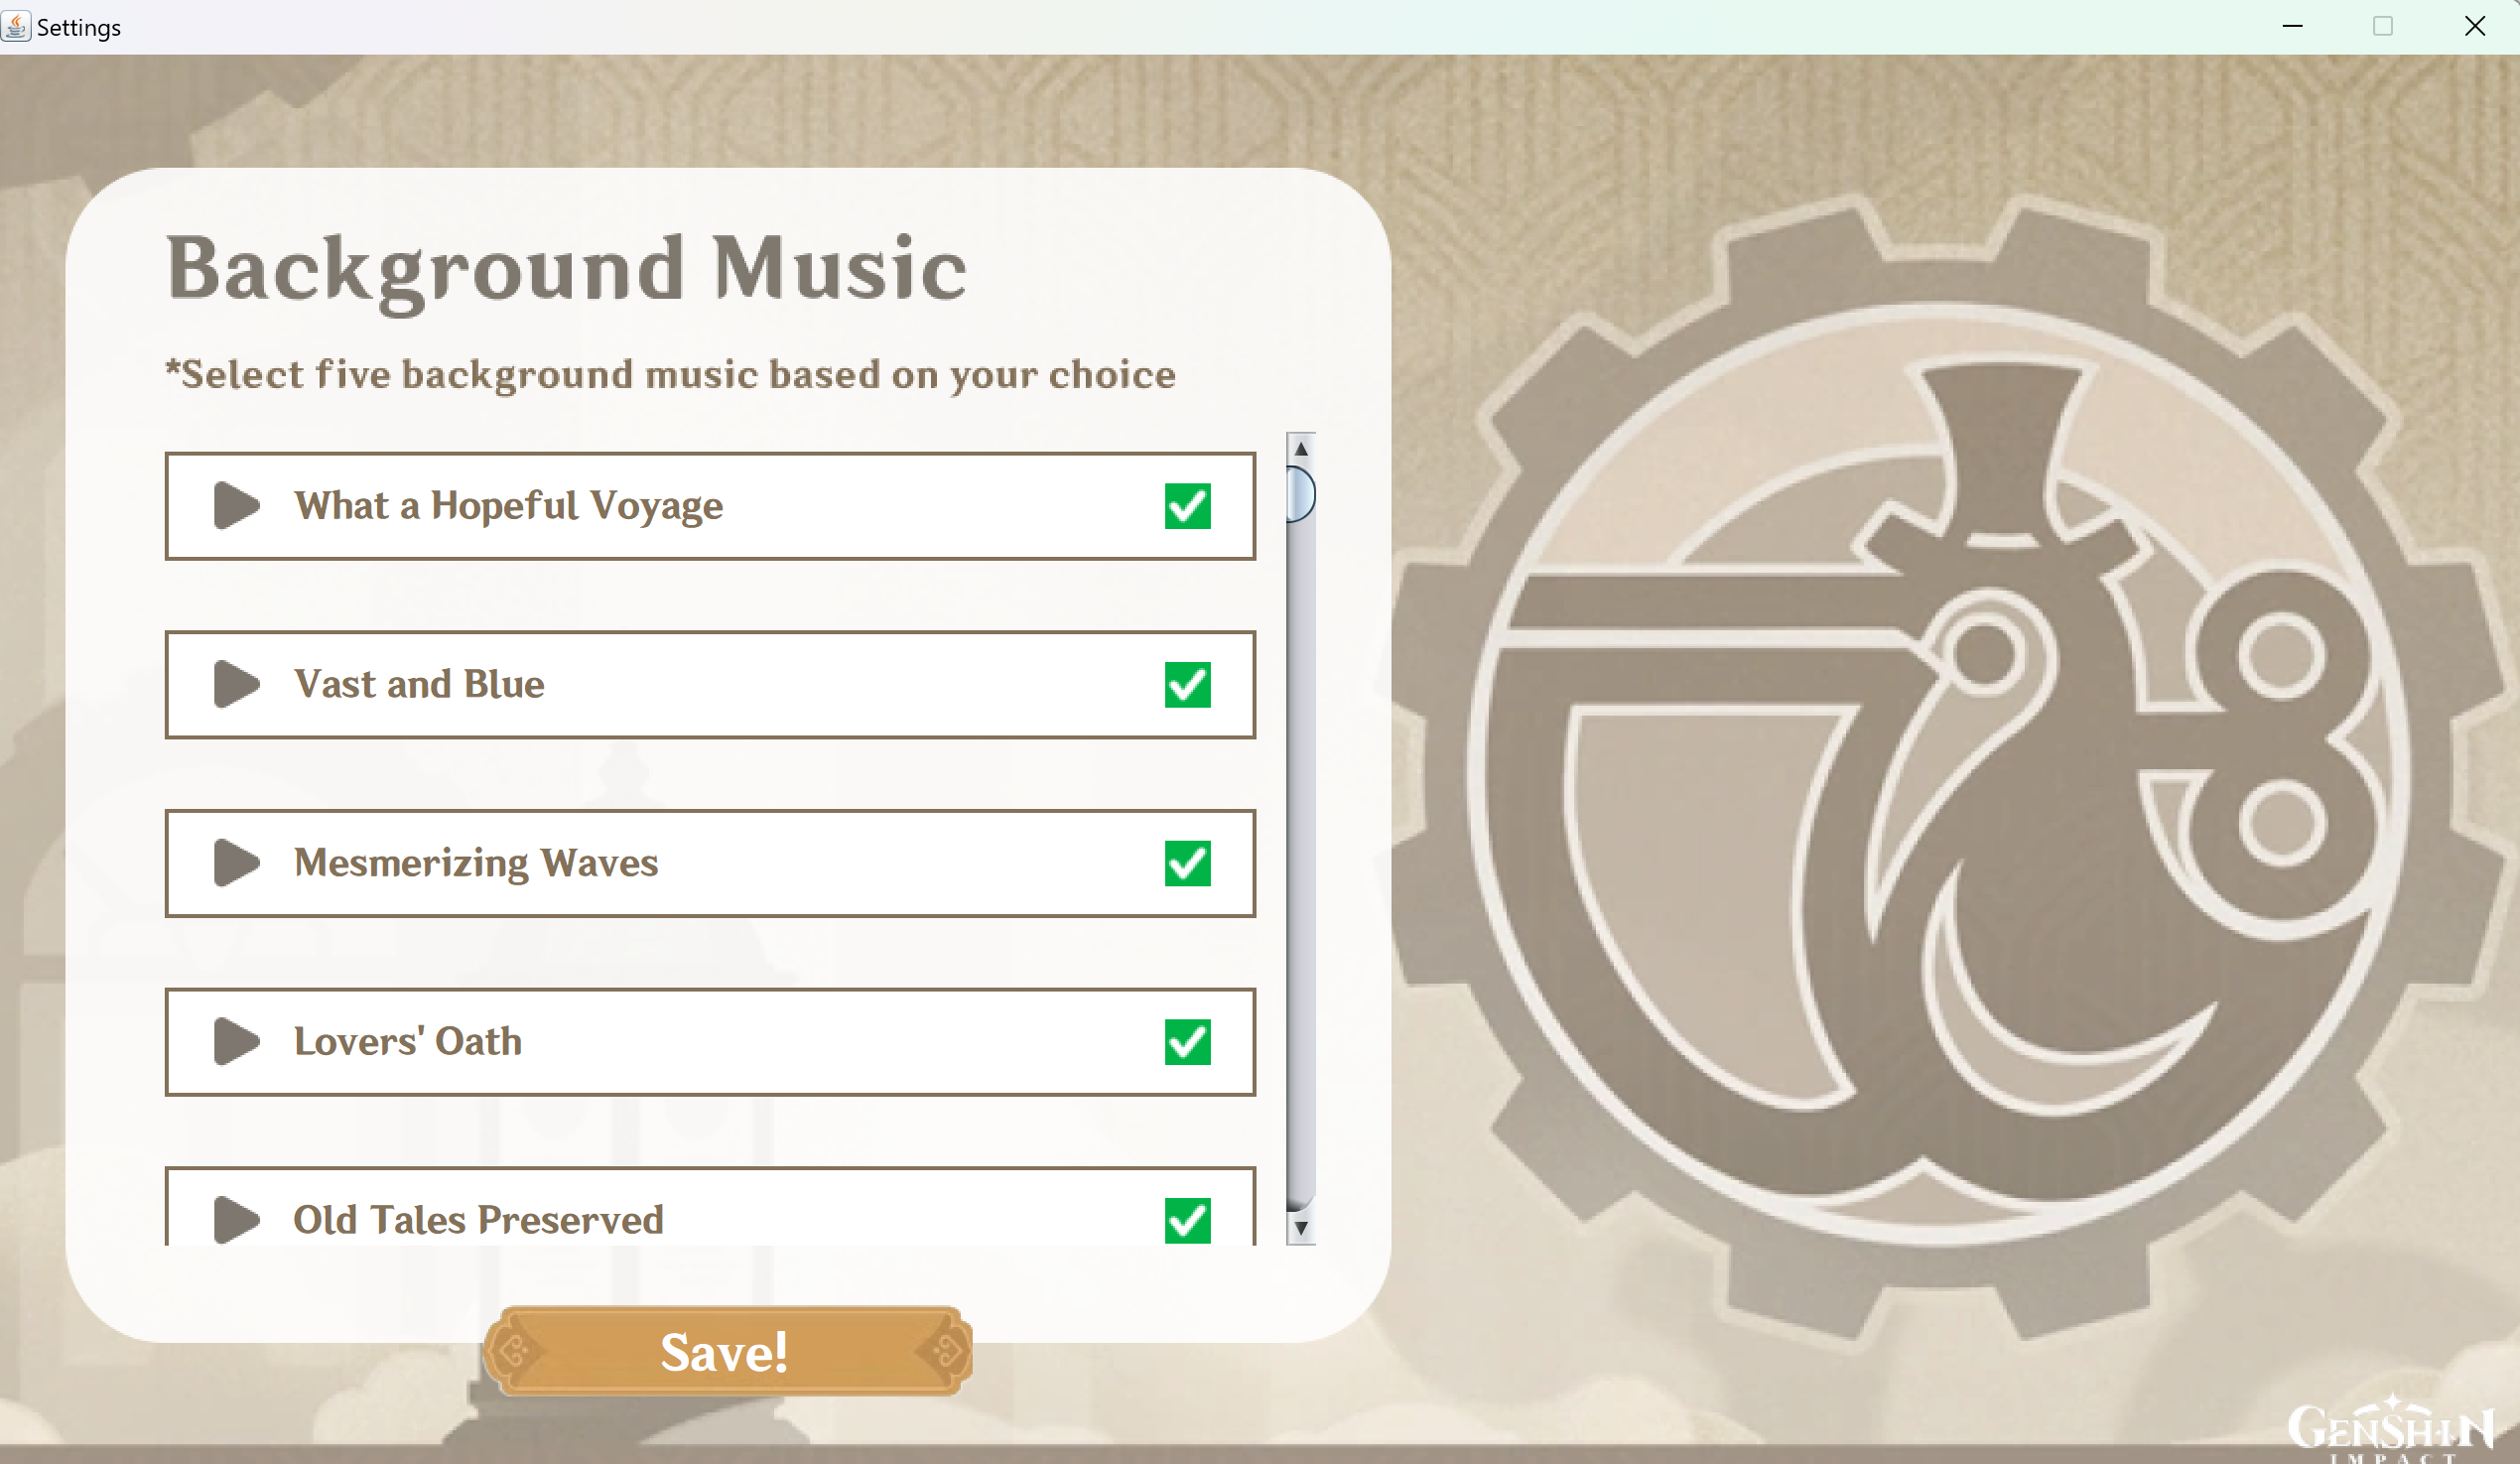 Settings
Background Music
*Select five background music based on your choice
What a Hopeful Voyage
Vast and Blue
Mesmerizing Waves
Lovers' Oath
Old Tales Preserved
Save!
GENSHIN
IMPACT